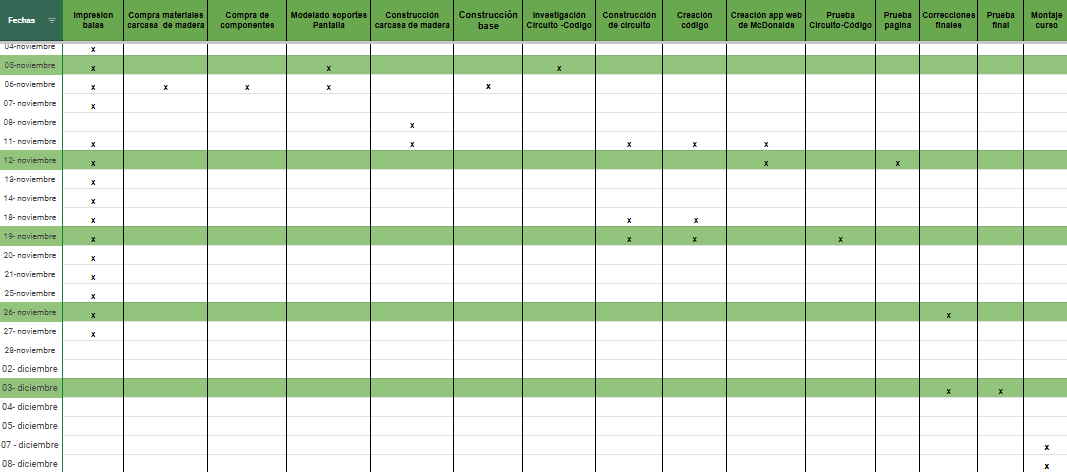 Fechas Impresion balas Compra materiales carcasa de madera Compra de componentes Modelado soportes Pantalla Construcción carcasa de madera Construcción base Investigación Circuito -Codigo Construcción de circuito Creación código Creación app web de McDonalds Prueba Circuito-Código Prueba pagina Correcciones finales Prueba final Montaje curso
04-noviembre x
05-noviembre x x x
06-noviembre x x x x x
07- noviembre x
08- noviembre x
11- noviembre x x x x x
12- noviembre x x x
13-noviembre x
14- noviembre x
18- noviembre x x x
19- noviembre x x x x
20- noviembre x
21-noviembre x
25-noviembre x
26- noviembre x x
27- noviembre x
28-noviembre
02- diciembre
03- diciembre x x
04- diciembre
05- diciembre
07 - diciembre x
08- diciembre x